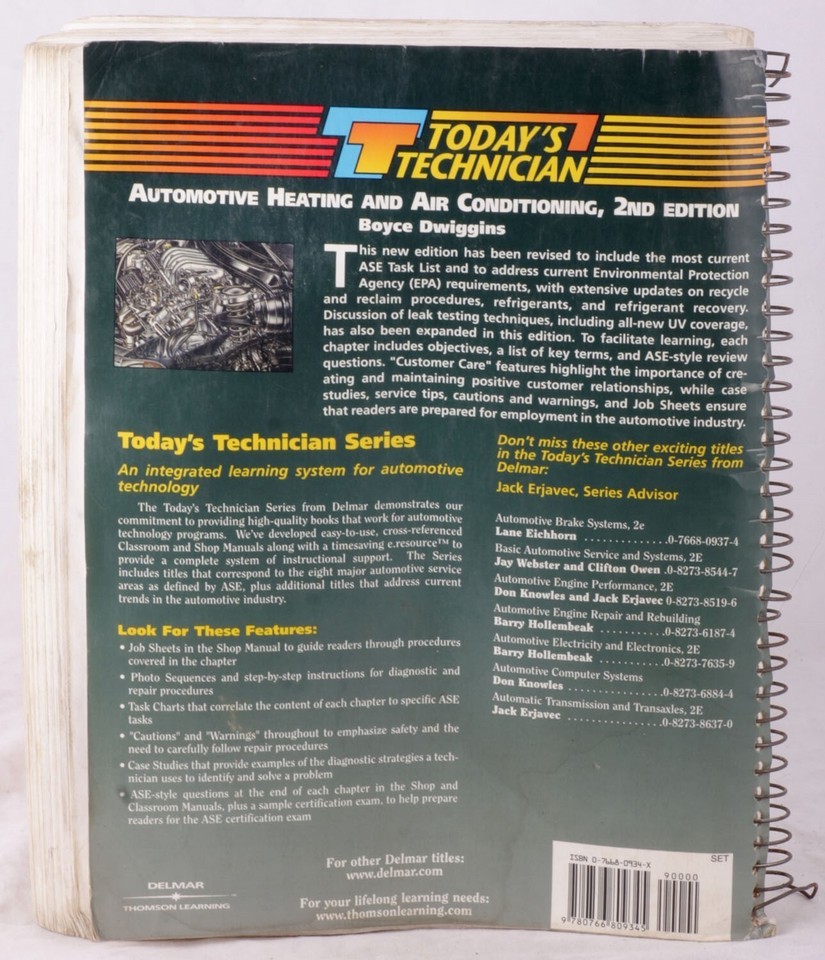 TODAY'S
TECHNICIAN
AUTOMOTIVE HEATING AND AIR CONDITIONING, 2ND EDITION
Boyce Dwiggins
This new edition has been revised to include the most current
ASE Task List and to address current Environmental Protection
Agency (EPA) requirements, with extensive updates on recycle
and reclaim procedures, refrigerants, and refrigerant recovery.
Discussion of leak testing techniques, including all-new UV coverage,
has also been expanded in this edition. To facilitate learning, each
chapter includes objectives, a list of key terms, and ASE-style review
questions. "Customer Care" features highlight the importance of cre-
ating and maintaining positive customer relationships, while case
studies, service tips, cautions and warnings, and Job Sheets ensure
that readers are prepared for employment in the automotive industry.
Today's Technician Series
An integrated learning system for automotive
technology
The Today's Technician Series from Delmar demonstrates our
commitment to providing high-quality books that work for automotive
technology programs. We've developed easy-to-use, cross-referenced
Classroom and Shop Manuals along with a timesaving e.resource™ to
provide a complete system of instructional support. The Series
includes titles that correspond to the eight major automotive service
areas as defined by ASE, plus additional titles that address current
trends in the automotive industry.
Look For These Features:
• Job Sheets in the Shop Manual to guide readers through procedures
covered in the chapter
• Photo Sequences and step-by-step instructions for diagnostic and
repair procedures
• Task Charts that correlate the content of each chapter to specific ASE
tasks
• "Cautions" and "Warnings" throughout to emphasize safety and the
need to carefully follow repair procedures
• Case Studies that provide examples of the diagnostic strategies a tech-
nician uses to identify and solve a problem
• ASE-style questions at the end of each chapter in the Shop and
Classroom Manuals, plus a sample certification exam, to help prepare
readers for the ASE certification exam
Don't miss these other exciting titles
in the Today's Technician Series from
Delmar:
Jack Erjavec, Series Advisor
Automotive Brake Systems, 2e
Lane Eichhorn .............0-7668-0937-4
Basic Automotive Service and Systems, 2E
Jay Webster and Clifton Owen .0-8273-8544-7
Automotive Engine Performance, 2E
Don Knowles and Jack Erjavec 0-8273-8519-6
Automotive Engine Repair and Rebuilding
Barry Hollembeak ..........0-8273-6187-4
Automotive Electricity and Electronics, 2E
Barry Hollembeak ..........0-8273-7635-9
Automotive Computer Systems
Don Knowles ..............0-8273-6884-4
Automatic Transmission and Transaxles, 2E
Jack Erjavec ..............0-8273-8637-0
DELMAR
THOMSON LEARNING
For other Delmar titles:
www.delmar.com
For your lifelong learning needs:
www.thomsonlearning.com
ISBN 0-7668-0934-X
SET
90000
9 780766 809345